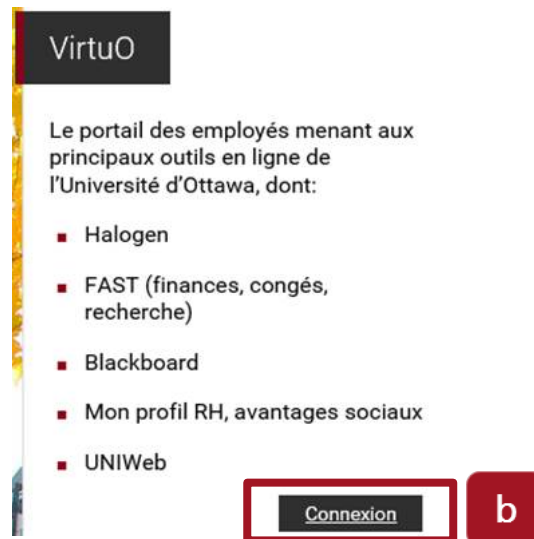 VirtuO
Le portail des employés menant aux
principaux outils en ligne de
l'Université d'Ottawa, dont:
Halogen
FAST (finances, congés,
recherche)
Blackboard
Mon profil RH, avantages sociaux
UNIWeb
Connexion
b